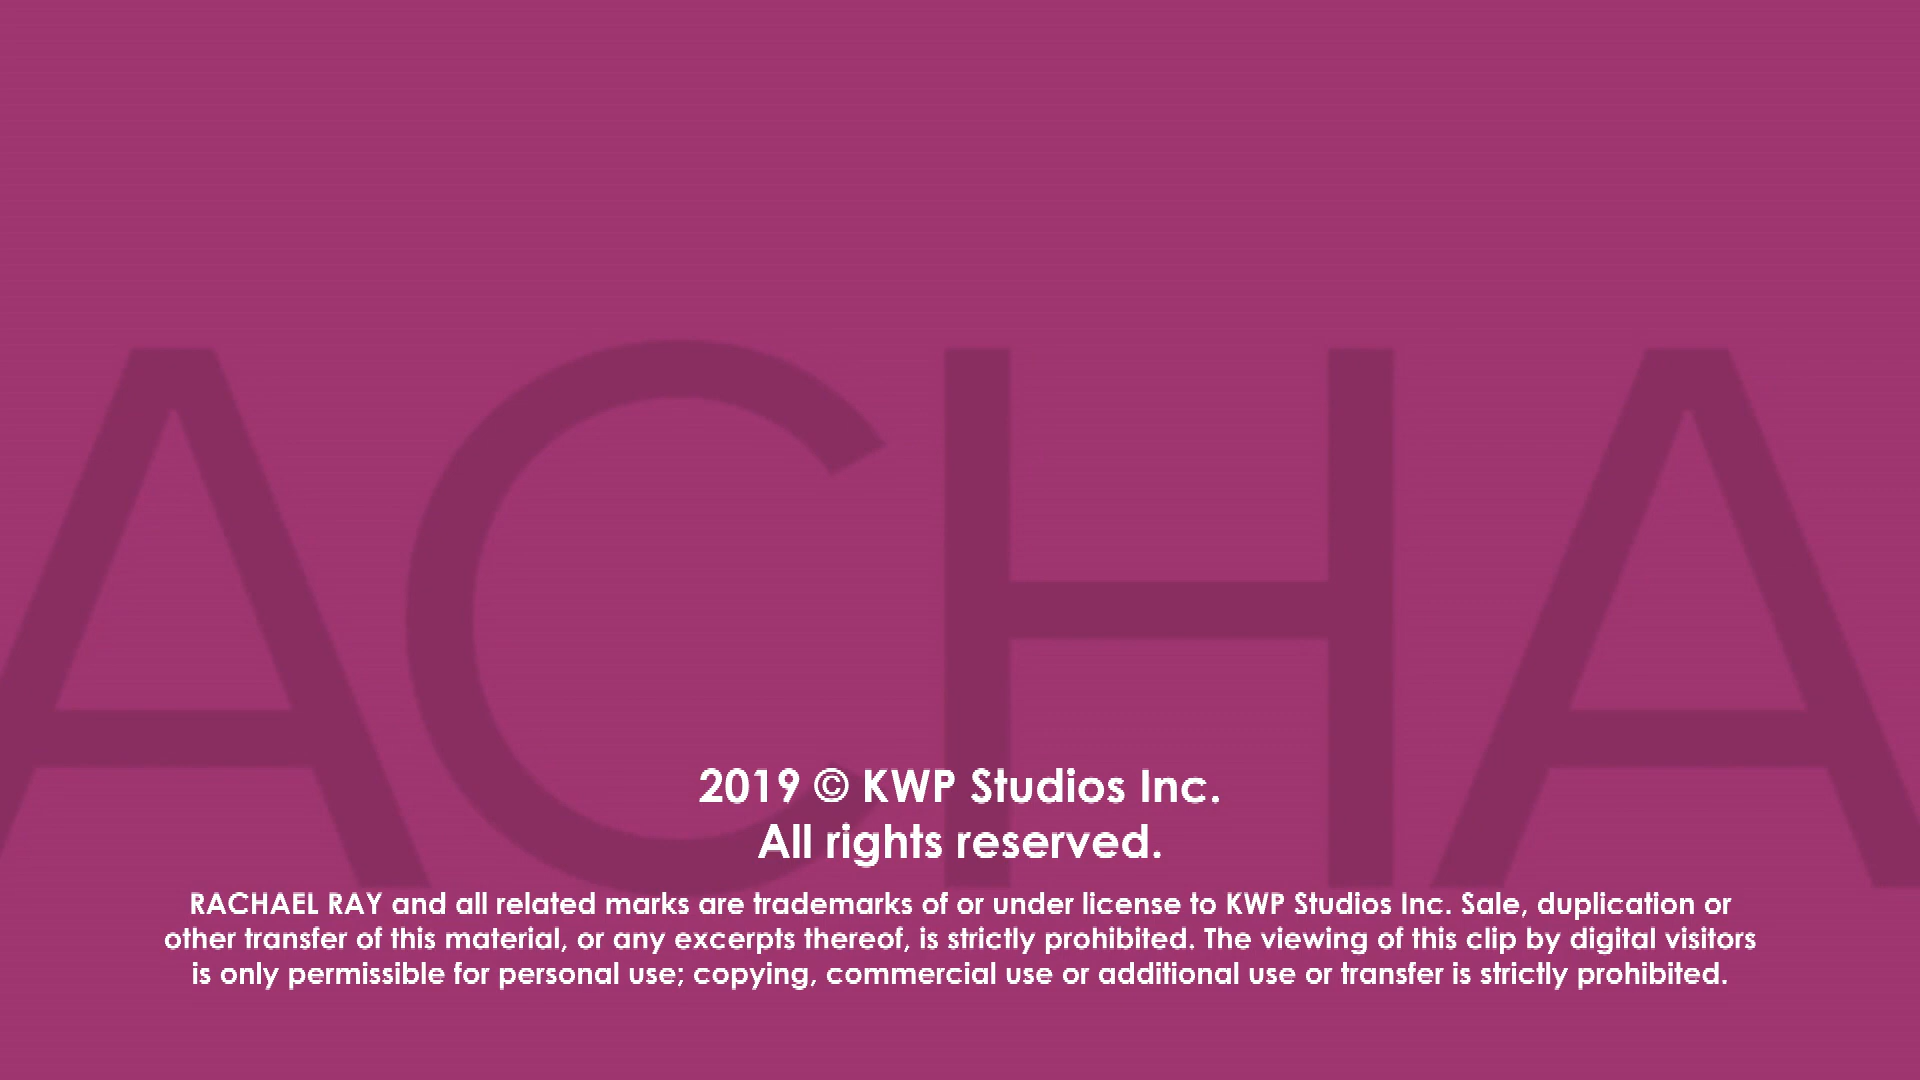 ACHA
2019 © KWP Studios Inc.
All rights reserved.
RACHAEL RAY and all related marks are trademarks of or under license to KWP Studios Inc. Sale, duplication or
other transfer of this material, or any excerpts thereof, is strictly prohibited. The viewing of this clip by digital visitors
is only permissible for personal use; copying, commercial use or additional use or transfer is strictly prohibited.